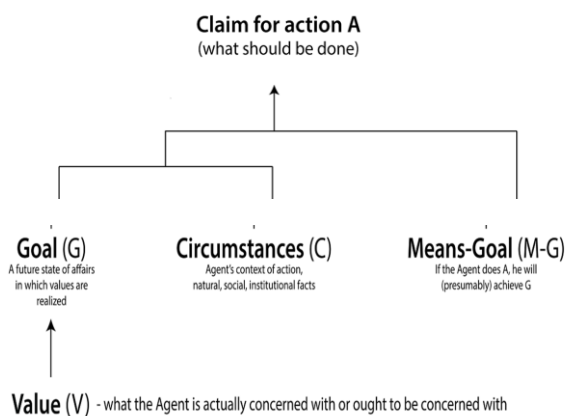 Claim for action A
(what should be done)
Goal (G)
A future state of affairs
in which values are
realized
Circumstances (C)
Agent's context of action,
natural, social, institutional facts
Means-Goal (M-G)
If the Agent does A, he will
(presumably) achieve G
Value (V) - what the Agent is actually concerned with or ought to be concerned with